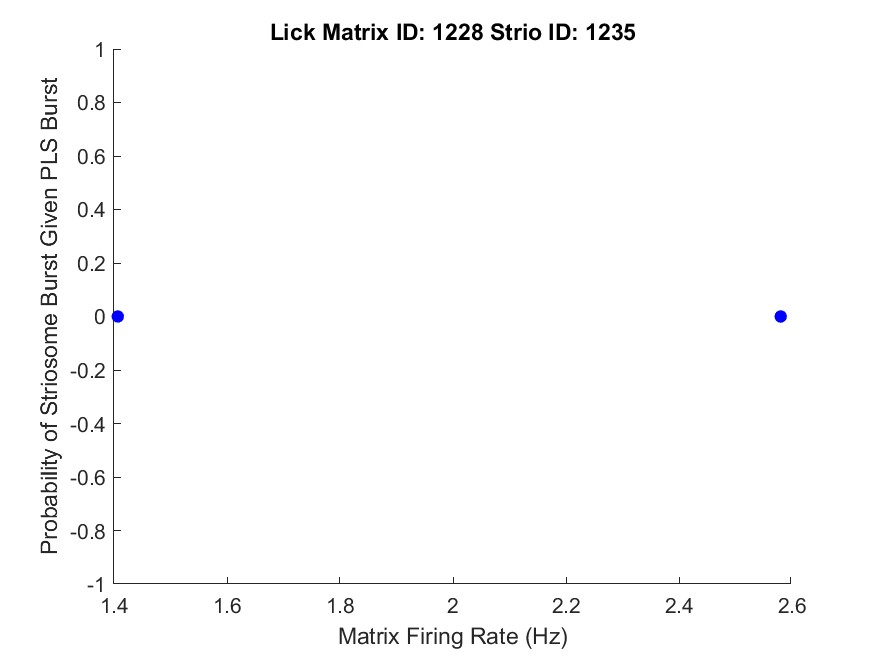 Lick Matrix ID: 1228 Strio ID: 1235
Probability of Striosome Burst Given PLS Burst
1
0.8
0.6
0.4
0.2
0
-0.2
-0.4
-0.6
-0.8
-1
1.4 1.6 1.8 2 2.2 2.4 2.6
Matrix Firing Rate (Hz)